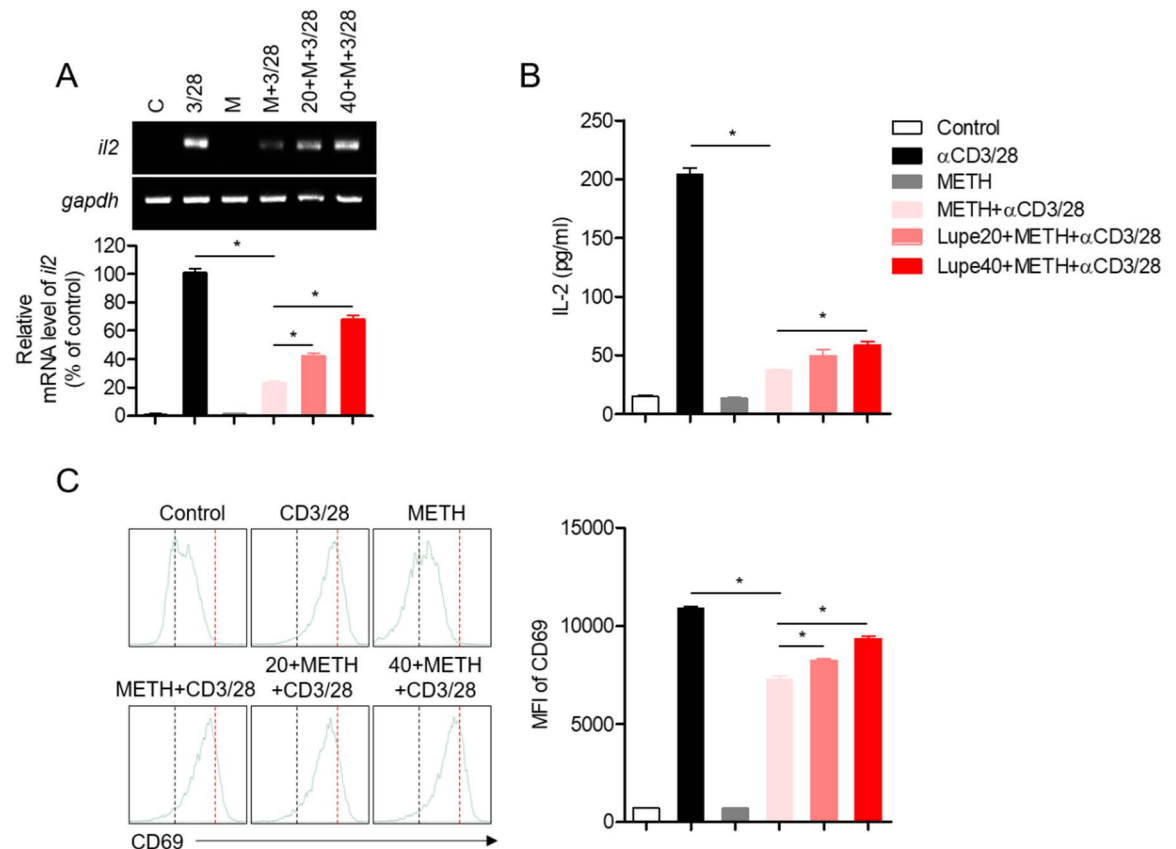 A
C
3/28
M
M+3/28
20+M+3/28
40+M+3/28
il2
gapdh
Relative
mRNA level of il2
(% of control)
120
100
80
60
40
20
0
*
*
*
B
IL-2 (pg/ml)
250
200
150
100
50
0
*
*
Control
αCD3/28
METH
METH+αCD3/28
Lupe20+METH+αCD3/28
Lupe40+METH+αCD3/28
C
Control
CD3/28
METH
METH+CD3/28
20+METH
+CD3/28
40+METH
+CD3/28
CD69
MFI of CD69
15000
10000
5000
0
*
*
*